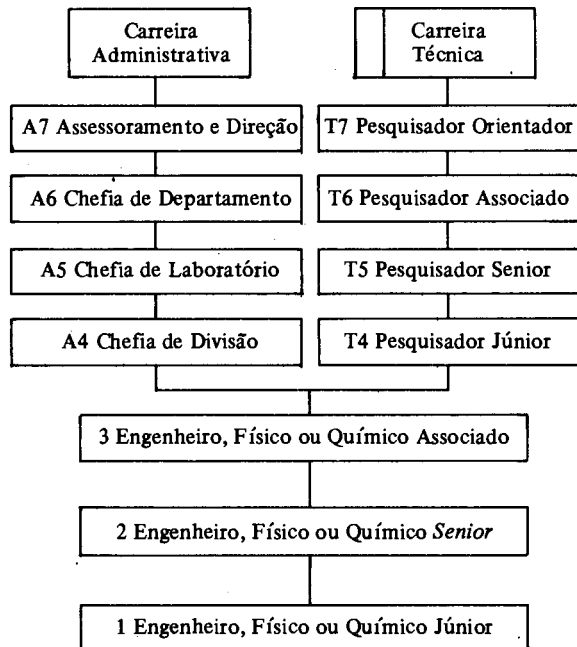 Carreira
Administrativa
Carreira
Técnica
A7 Assessoramento e Direção
T7 Pesquisador Orientador
A6 Chefia de Departamento
T6 Pesquisador Associado
A5 Chefia de Laboratório
T5 Pesquisador Senior
A4 Chefia de Divisão
T4 Pesquisador Júnior
3 Engenheiro, Físico ou Químico Associado
2 Engenheiro, Físico ou Químico Senior
1 Engenheiro, Físico ou Químico Júnior